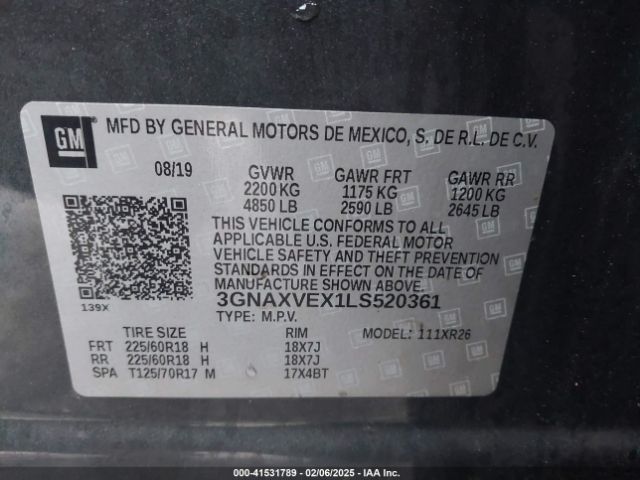 GM
MFD BY GENERAL MOTORS DE MEXICO, S. DE R.L. DE C.V.
08/19 GVWR GAWR FRT GAWR RR
2200 KG 1175 KG 1200 KG
4850 LB 2590 LB 2645 LB
THIS VEHICLE CONFORMS TO ALL
APPLICABLE U.S. FEDERAL MOTOR
VEHICLE SAFETY AND THEFT PREVENTION
STANDARDS IN EFFECT ON THE DATE OF
MANUFACTURE SHOWN ABOVE.
139X 3GNAXVEX1LS520361
TYPE: M.P.V.
TIRE SIZE RIM MODEL: 111XR26
FRT 225/60R18 H 18X7J
RR 225/60R18 H 18X7J
SPA T125/70R17 M 17X4BT
000-41531789 - 02/06/2025 - IAAI.COM